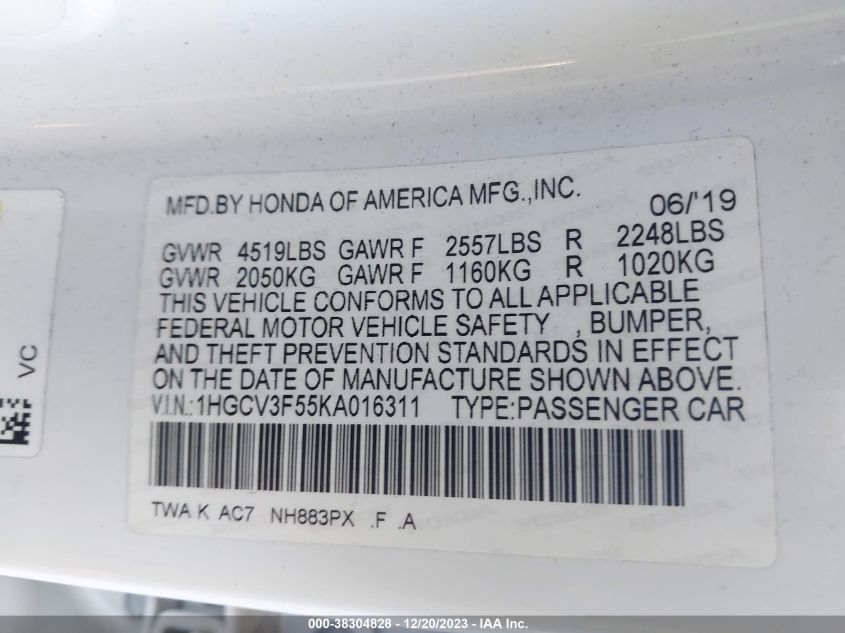 MFD.BY HONDA OF AMERICA MFG.,INC. 06/'19
GVWR 4519LBS GAWR F 2557LBS R 2248LBS
GVWR 2050KG GAWR F 1160KG R 1020KG
THIS VEHICLE CONFORMS TO ALL APPLICABLE
FEDERAL MOTOR VEHICLE SAFETY , BUMPER,
AND THEFT PREVENTION STANDARDS IN EFFECT
ON THE DATE OF MANUFACTURE SHOWN ABOVE.
V.I.N.:1HGCV3F55KA016311 TYPE:PASSENGER CAR
TWA K AC7 NH883PX .F .A
VC
000-38304828 - 12/20/2023 - IAA Inc.